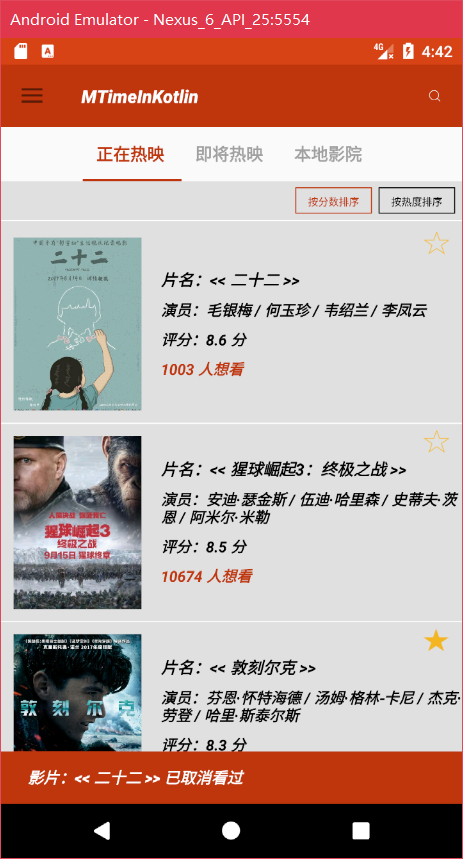 Android Emulator - Nexus_6_API_25:5554
A
4G
4:42
MTimeInKotlin
正在热映
即将热映
本地影院
按分数排序
按热度排序
二十二
片名：<< 二十二 >>
演员：毛银梅 / 何玉珍 / 韦绍兰 / 李凤云
评分：8.6 分
1003 人想看
猩球崛起3
终极之战
9月15日 猩球终章
片名：<< 猩球崛起3：终极之战 >>
演员：安迪·瑟金斯 / 伍迪·哈里森 / 史蒂夫·茨
恩 / 阿米尔·米勒
评分：8.5 分
10674 人想看
敦刻尔克
片名：<< 敦刻尔克 >>
演员：芬恩·怀特海德 / 汤姆·格林-卡尼 / 杰克·
劳登 / 哈里·斯泰尔斯
评分：8.3 分
影片：<< 二十二 >> 已取消看过